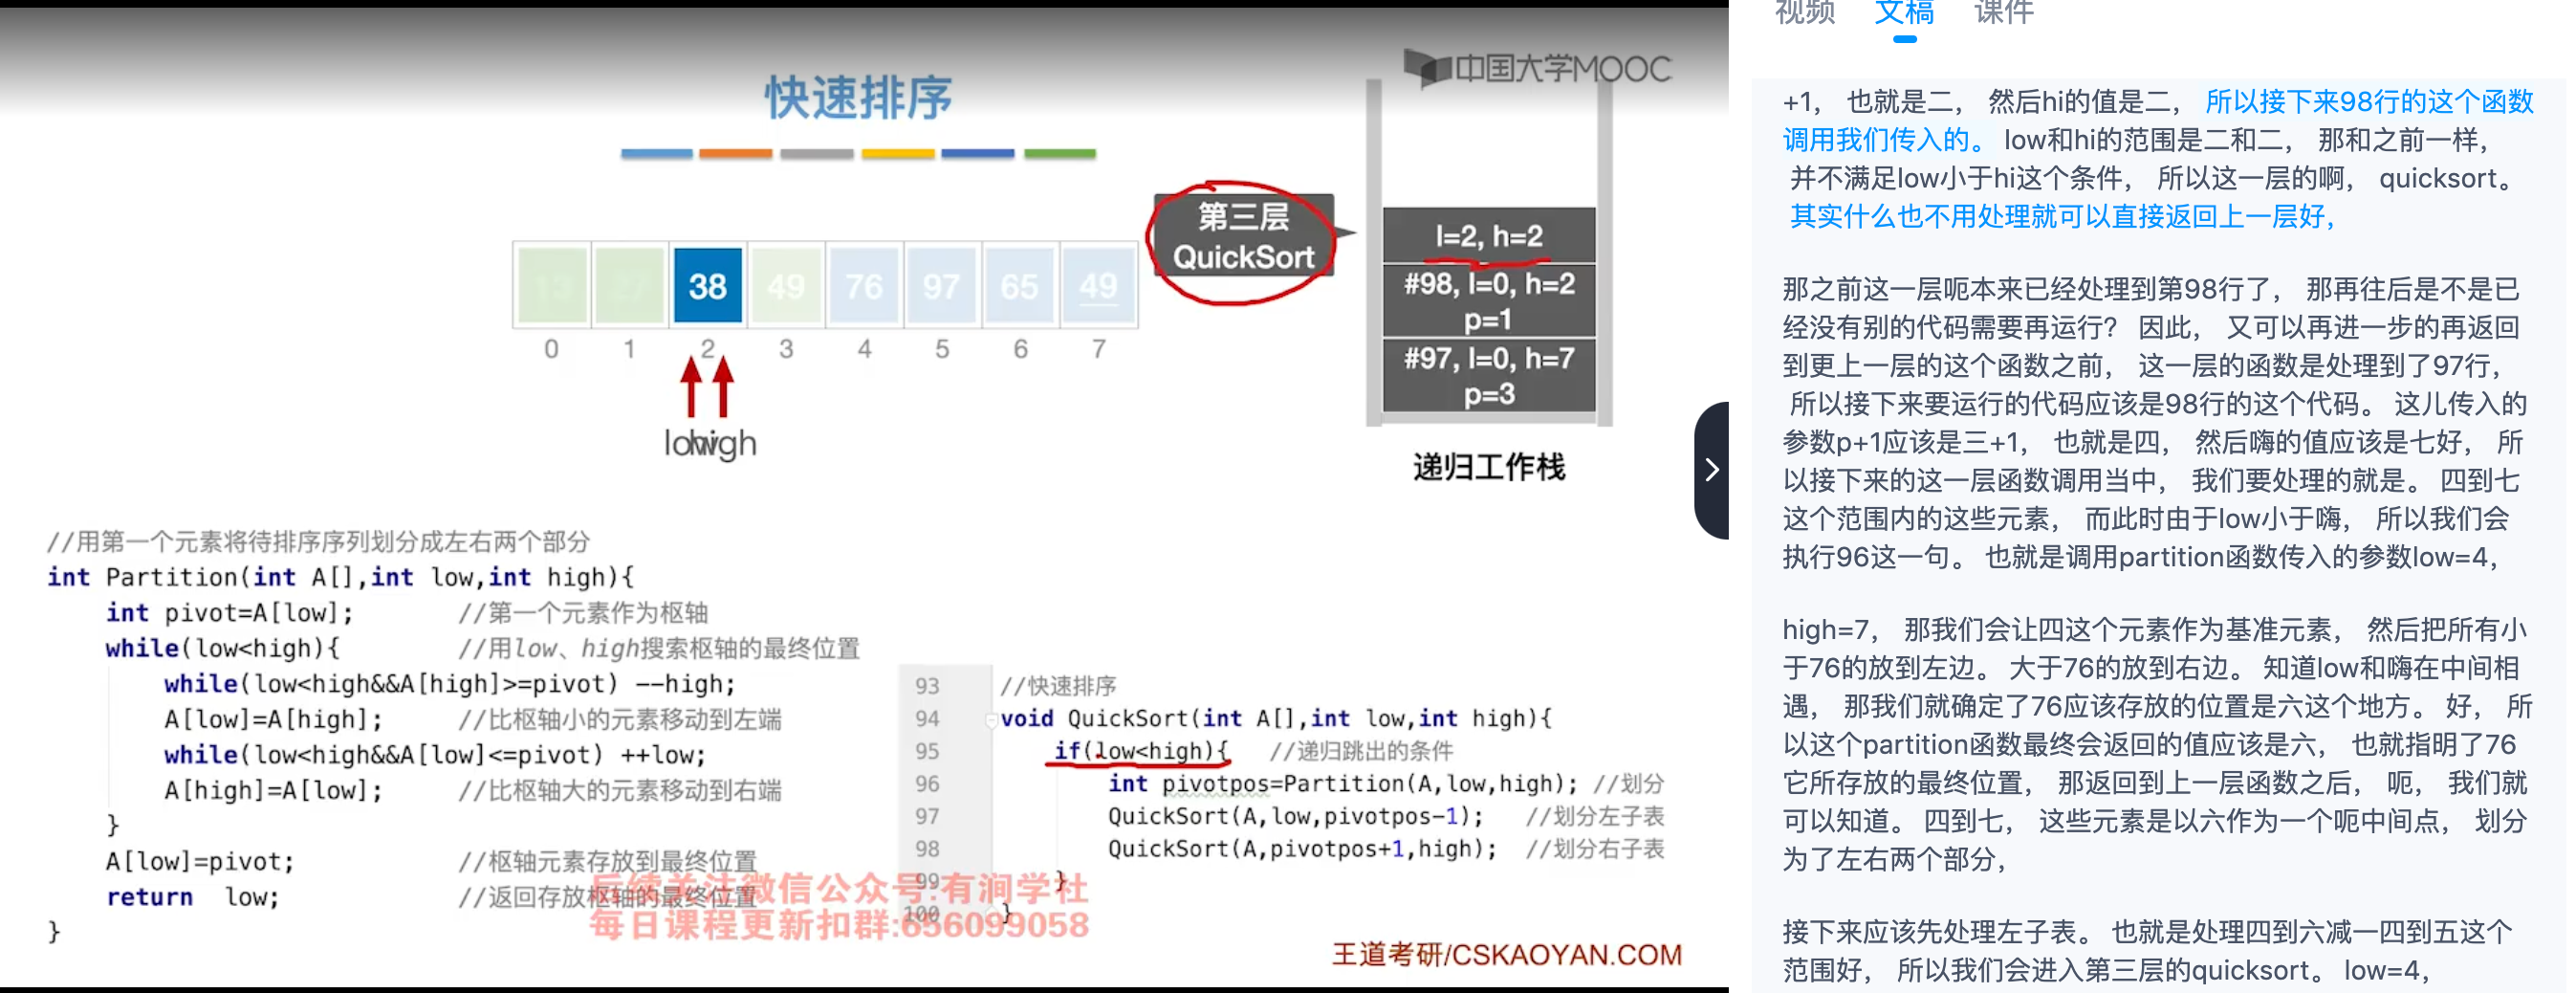 中国大学MOOC
快速排序
第三层
QuickSort
38 49 76 97 65 49
0 1 2 3 4 5 6 7
low high
l=2, h=2
#98, l=0, h=2
p=1
#97, l=0, h=7
p=3
递归工作栈
//用第一个元素将待排序序列划分成左右两个部分
int Partition(int A[],int low,int high){
int pivot=A[low]; //第一个元素作为枢轴
while(low<high){ //用low、high搜索枢轴的最终位置
while(low<high&&A[high]>=pivot) --high;
A[low]=A[high]; //比枢轴小的元素移动到左端
while(low<high&&A[low]<=pivot) ++low;
A[high]=A[low]; //比枢轴大的元素移动到右端
}
A[low]=pivot; //枢轴元素存放到最终位置
return low; //返回存放枢轴的最终位置
}
93 //快速排序
94 void QuickSort(int A[],int low,int high){
95 if(low<high){ //递归跳出的条件
96 int pivotpos=Partition(A,low,high); //划分
97 QuickSort(A,low,pivotpos-1); //划分左子表
98 QuickSort(A,pivotpos+1,high); //划分右子表
99 }
100 }
后续关注微信公众号:有涧学社
每日课程更新扣群:656099058
王道考研/CSKAOYAN.COM
视频 文稿 课件
+1， 也就是二， 然后hi的值是二， 所以接下来98行的这个函数
调用我们传入的。 low和hi的范围是二和二， 那和之前一样，
并不满足low小于hi这个条件， 所以这一层的啊， quicksort。
其实什么也不用处理就可以直接返回上一层好，
那之前这一层呃本来已经处理到第98行了， 那再往后是不是已
经没有别的代码需要再运行？ 因此， 又可以再进一步的再返回
到更上一层的这个函数之前， 这一层的函数是处理到了97行，
所以接下来要运行的代码应该是98行的这个代码。 这儿传入的
参数p+1应该是三+1， 也就是四， 然后嗨的值应该是七好， 所
以接下来的这一层函数调用当中， 我们要处理的就是。 四到七
这个范围内的这些元素， 而此时由于low小于嗨， 所以我们会
执行96这一句。 也就是调用partition函数传入的参数low=4，
high=7， 那我们会让四这个元素作为基准元素， 然后把所有小
于76的放到左边。 大于76的放到右边。 知道low和嗨在中间相
遇， 那我们就确定了76应该存放的位置是六这个地方。 好， 所
以这个partition函数最终会返回的值应该是六， 也就指明了76
它所存放的最终位置， 那返回到上一层函数之后， 呃， 我们就
可以知道。 四到七， 这些元素是以六作为一个呃中间点， 划分
为了左右两个部分，
接下来应该先处理左子表。 也就是处理四到六减一四到五这个
范围好， 所以我们会进入第三层的quicksort。 low=4，